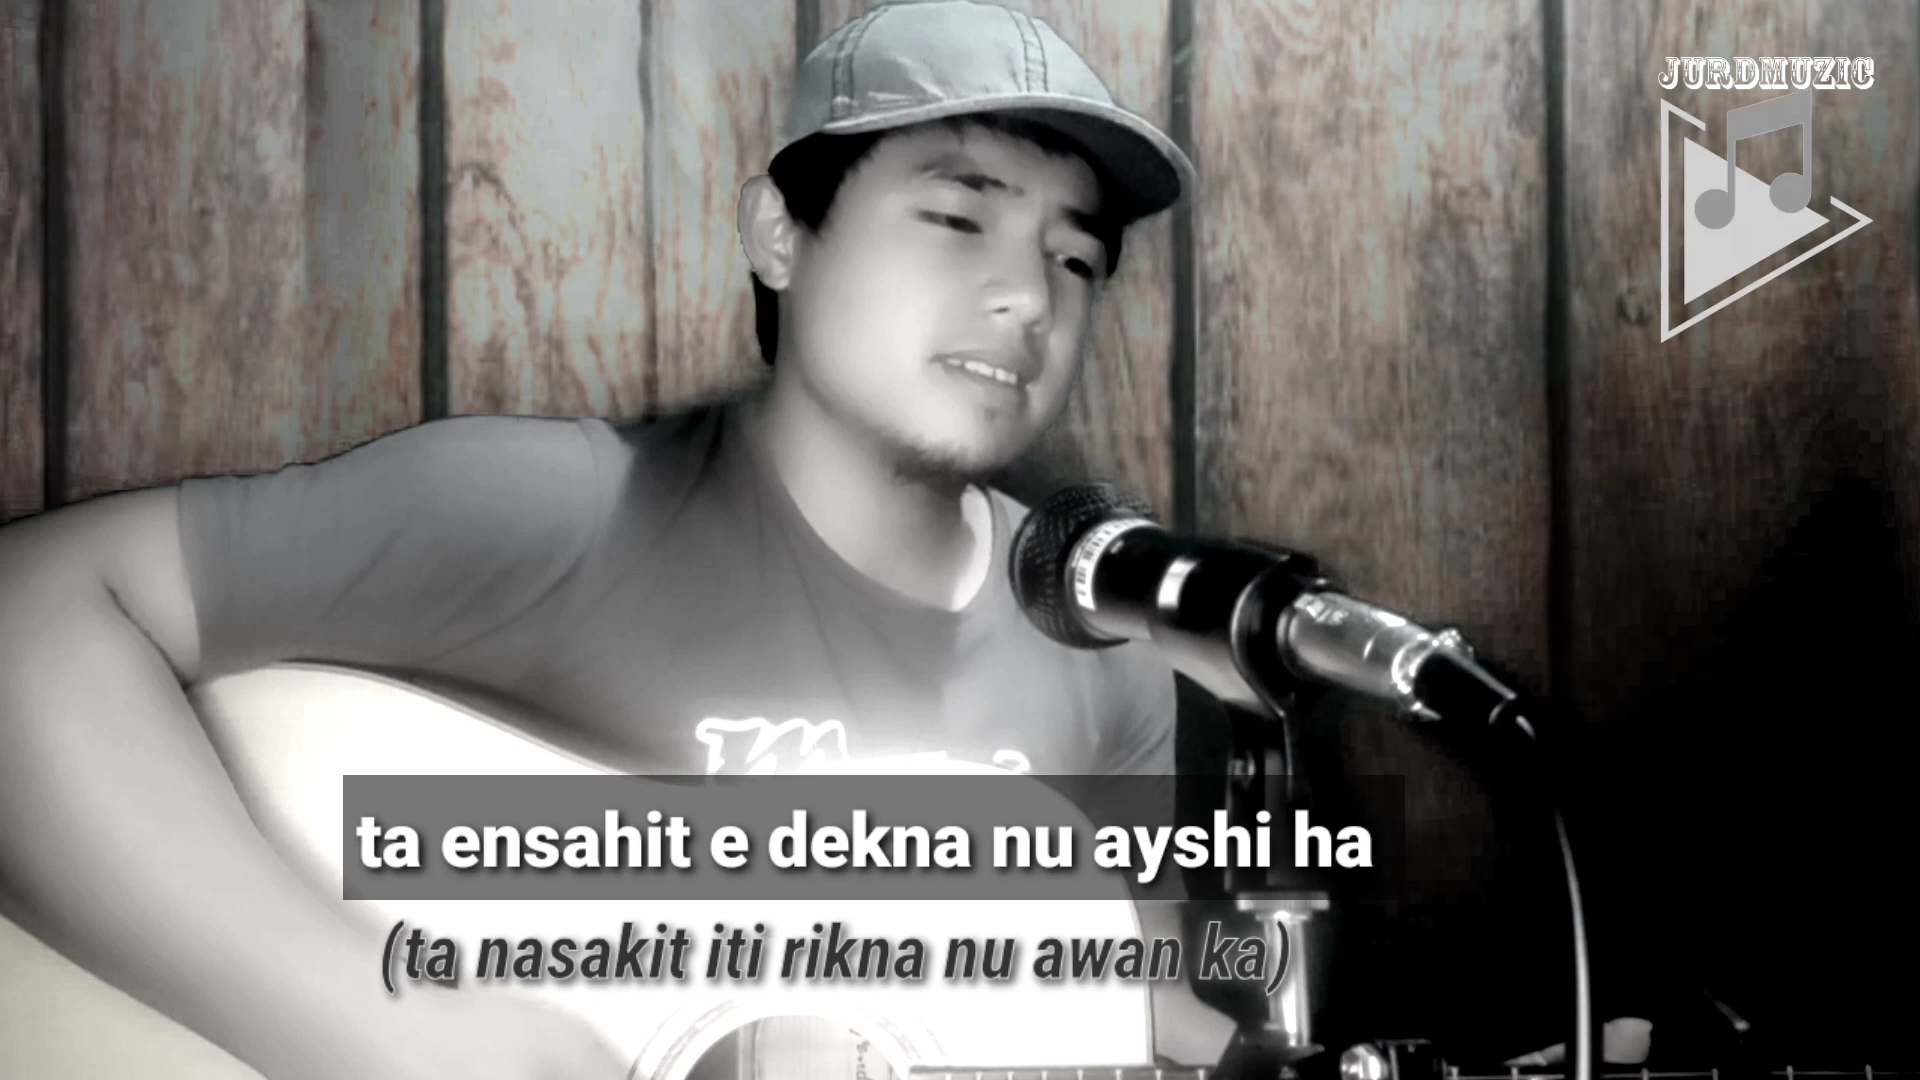 JURDMUZIC
ta ensahit e dekna nu ayshi ha
(ta nasakit iti rikna nu awan ka)